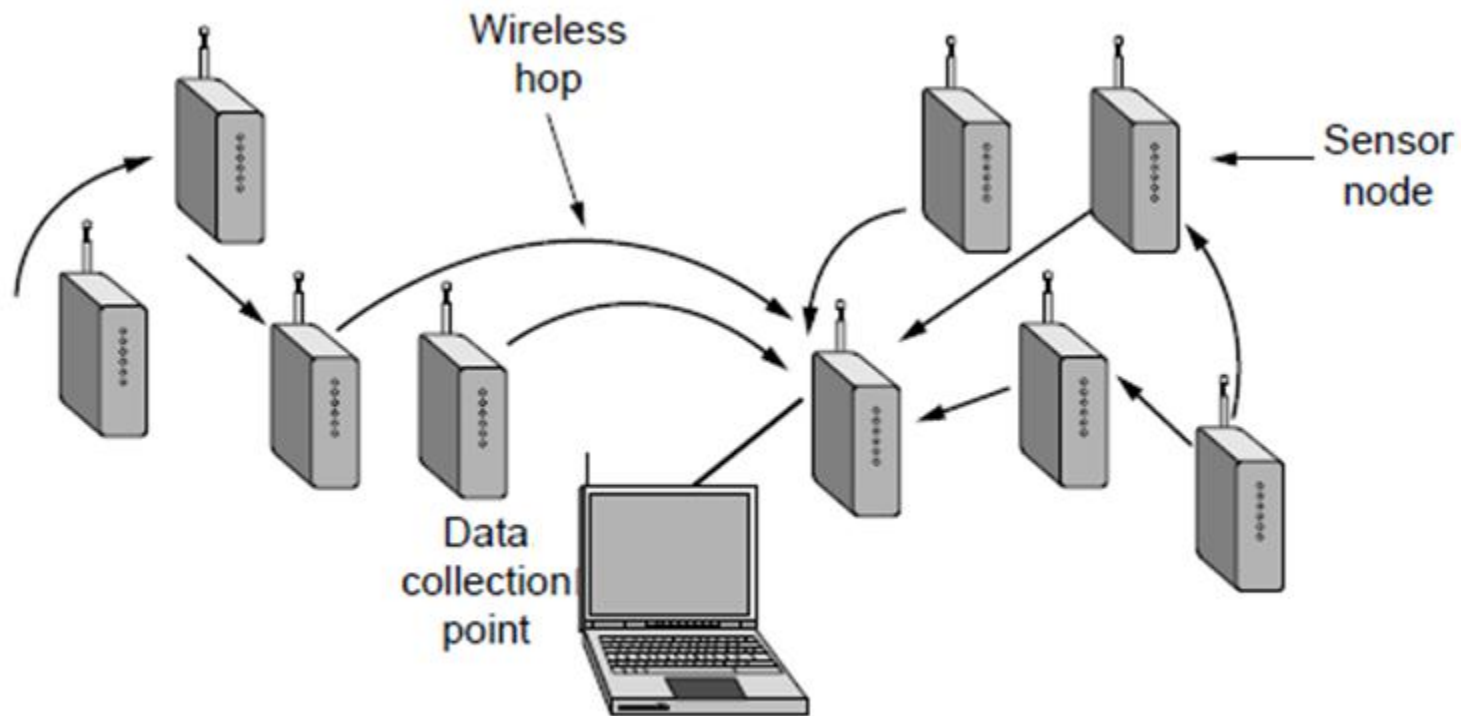 Wireless
hop
Sensor
node
Data
collection
point